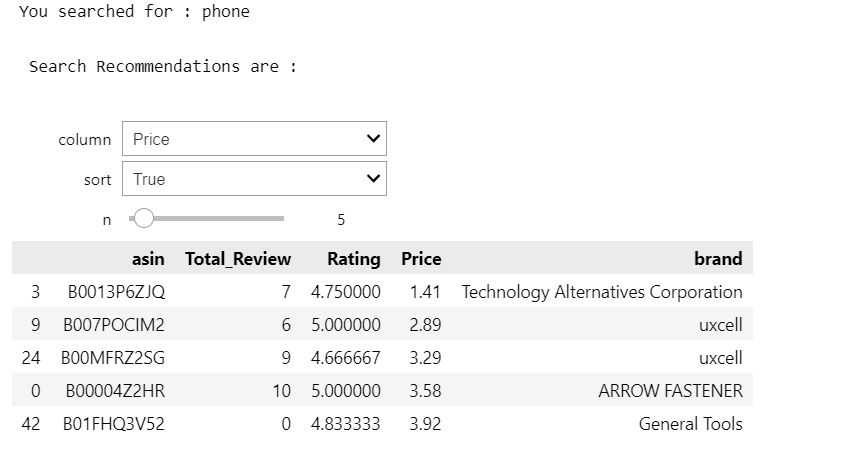 You searched for : phone
Search Recommendations are :
column Price
sort True
n 5
asin Total_Review Rating Price brand
3 B0013P6ZJQ 7 4.750000 1.41 Technology Alternatives Corporation
9 B007POCIM2 6 5.000000 2.89 uxcell
24 B00MFRZ2SG 9 4.666667 3.29 uxcell
0 B00004Z2HR 10 5.000000 3.58 ARROW FASTENER
42 B01FHQ3V52 0 4.833333 3.92 General Tools